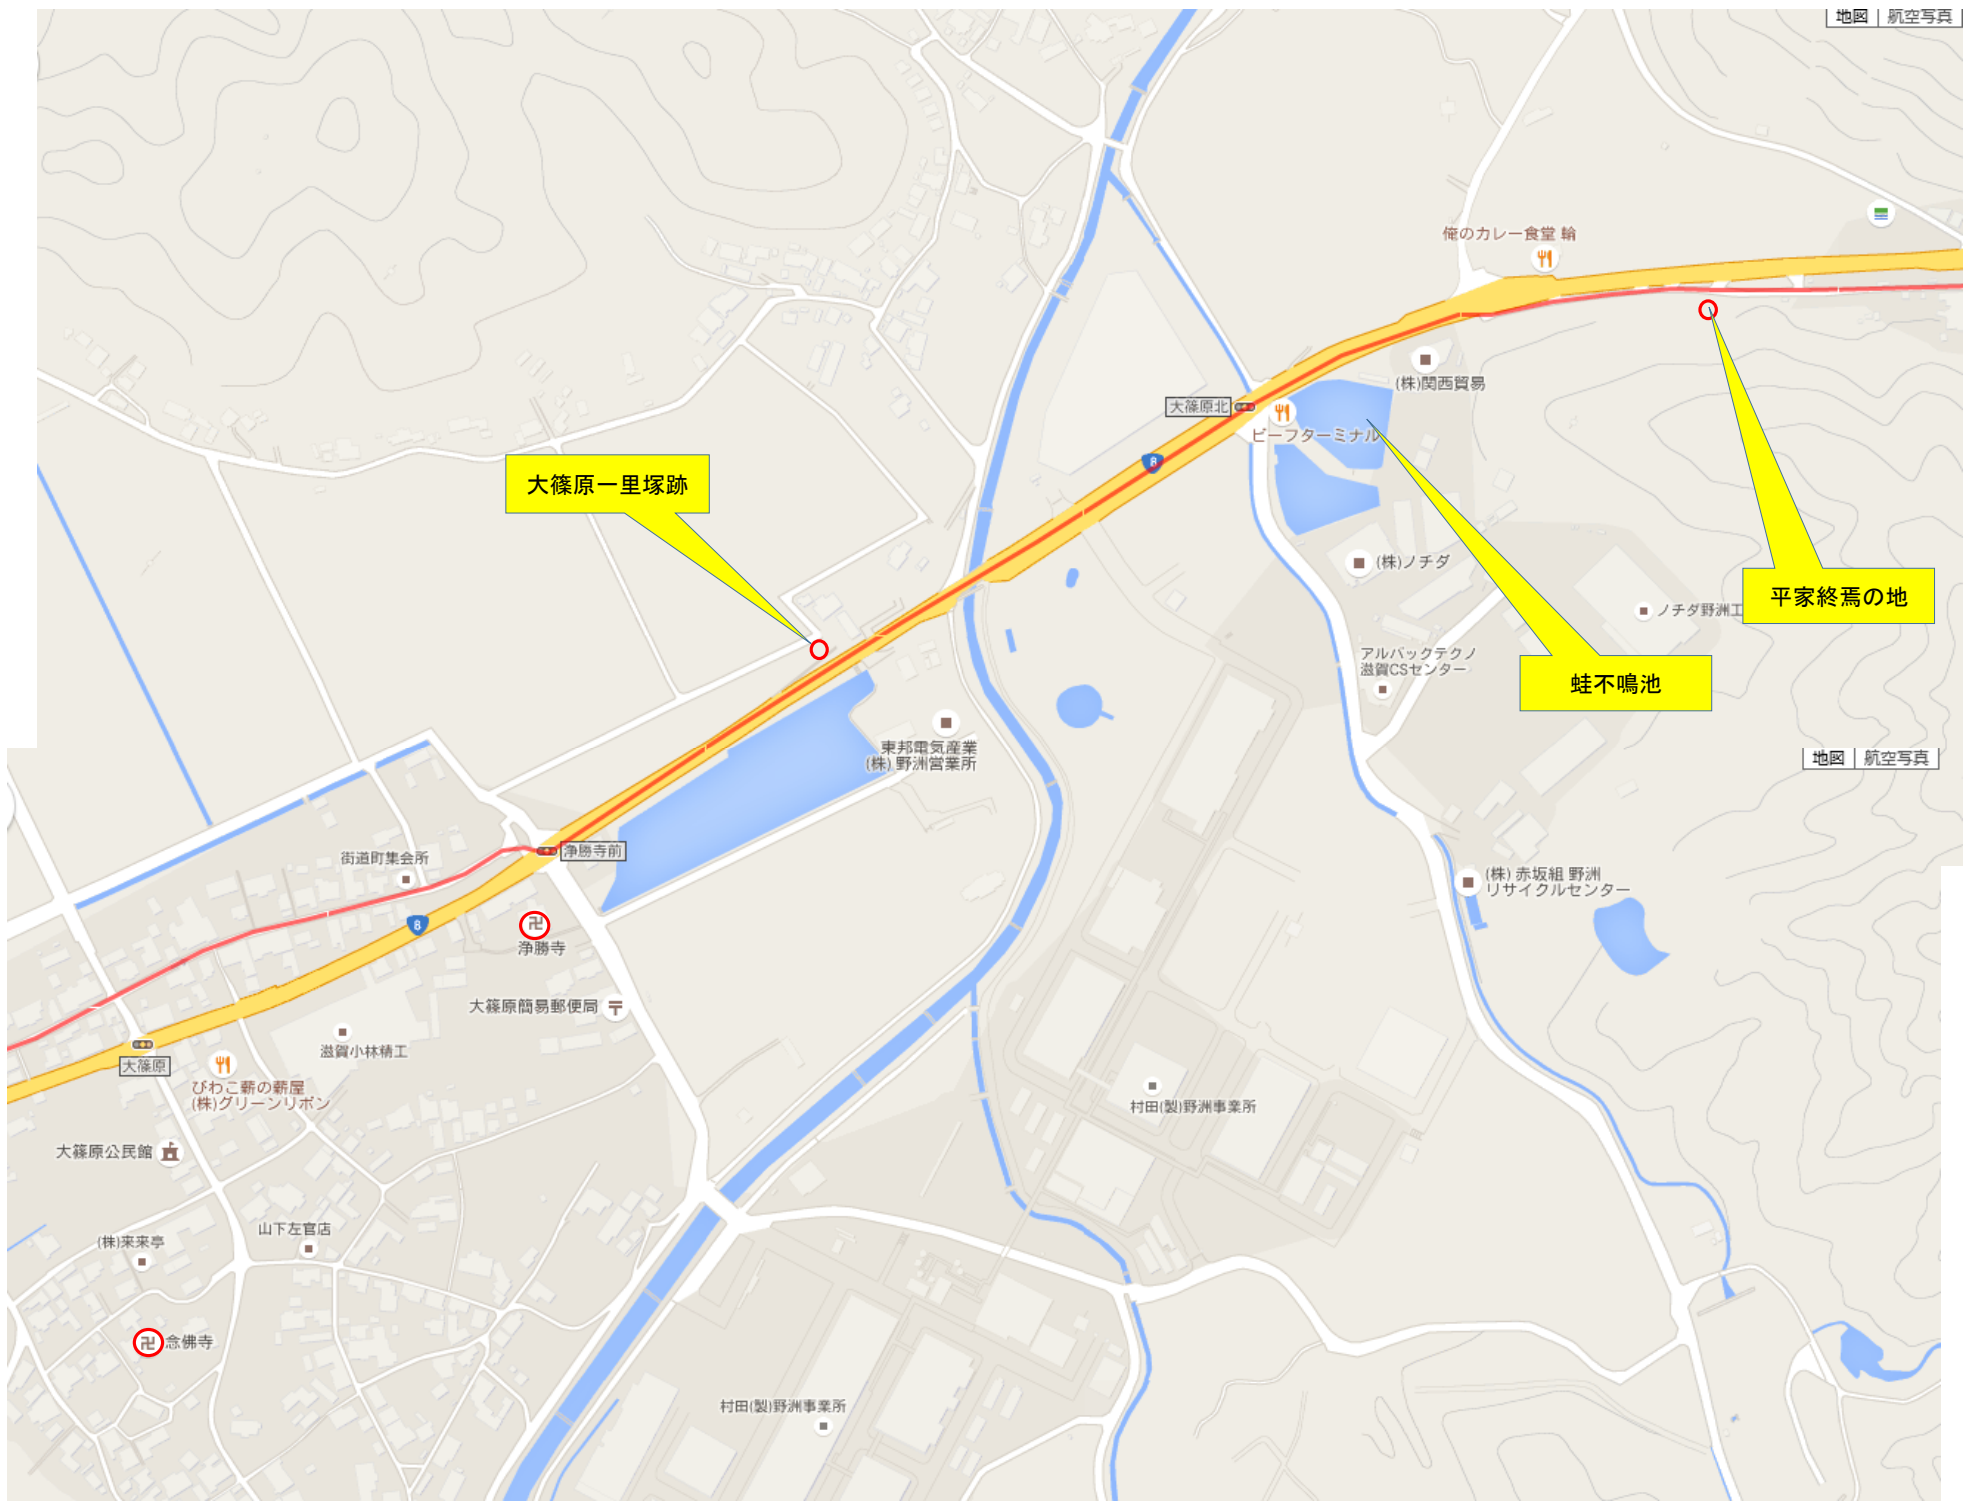 地図
航空写真
俺のカレー食堂 輪
(株)関西貿易
大篠原北
ビーフターミナル
8
大篠原一里塚跡
(株)ノチダ
平家終焉の地
ノチダ野洲工
アルバックテクノ
滋賀CSセンター
蛙不鳴池
東邦電気産業
(株) 野洲営業所
地図
航空写真
浄勝寺前
街道町集会所
(株) 赤坂組 野洲
リサイクルセンター
8
浄勝寺
大篠原簡易郵便局
滋賀小林精工
大篠原
びわこ薪の薪屋
(株)グリーンリボン
村田(製)野洲事業所
大篠原公民館
山下左官店
(株)来来亭
念佛寺
村田(製)野洲事業所